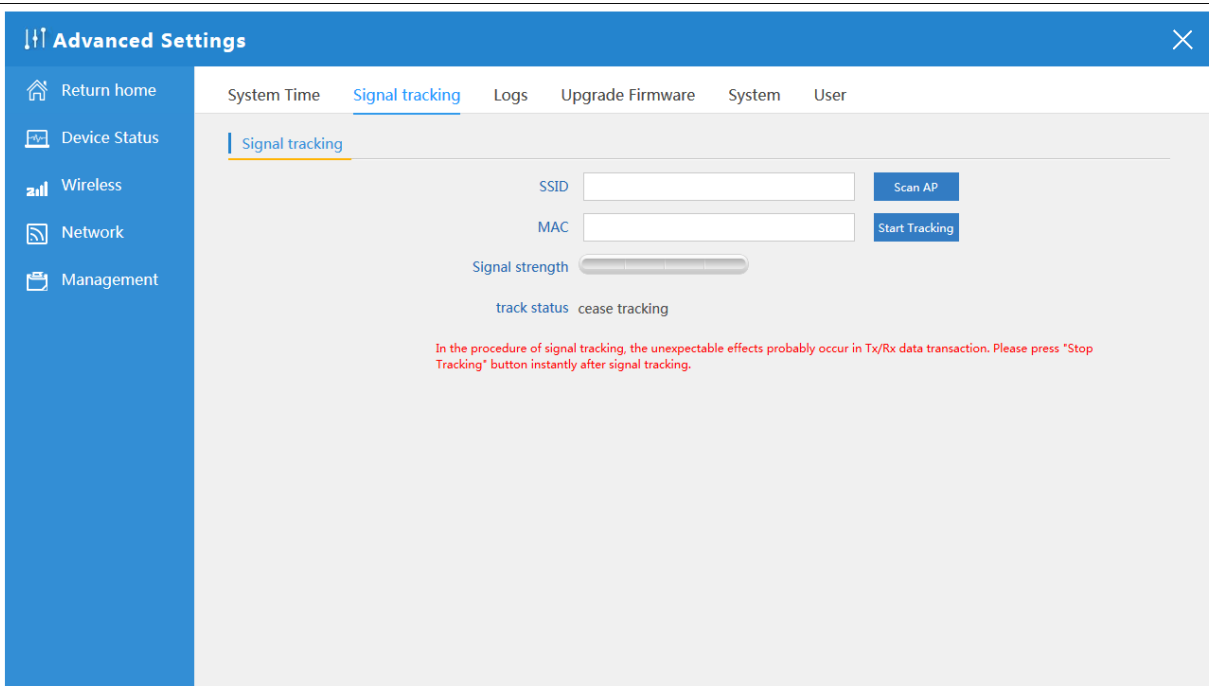 Advanced Settings
Return home
Device Status
Wireless
Network
Management
System Time Signal tracking Logs Upgrade Firmware System User
Signal tracking
SSID Scan AP
MAC Start Tracking
Signal strength
track status cease tracking
In the procedure of signal tracking, the unexpectable effects probably occur in Tx/Rx data transaction. Please press "Stop
Tracking" button instantly after signal tracking.